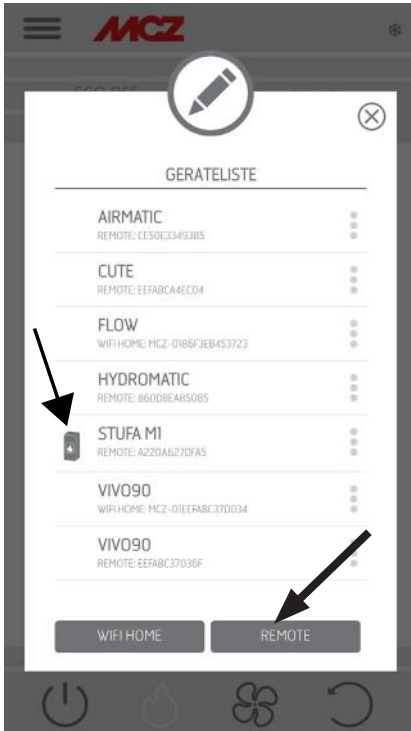 MCZ
ECO OFF
GERATELISTE
AIRMATIC
REMOTE: CE50E3349385
CUTE
REMOTE: EEFABCA4EC04
FLOW
WIFI HOME: MCZ-0186F3EB453723
HYDROMATIC
REMOTE: 860D8EA85085
STUFA M1
REMOTE: A220A6270FA5
VIVO90
WIFI HOME: MCZ-01EEFABC37D034
VIVO90
REMOTE: EEFABC37036F
WIFI HOME
REMOTE